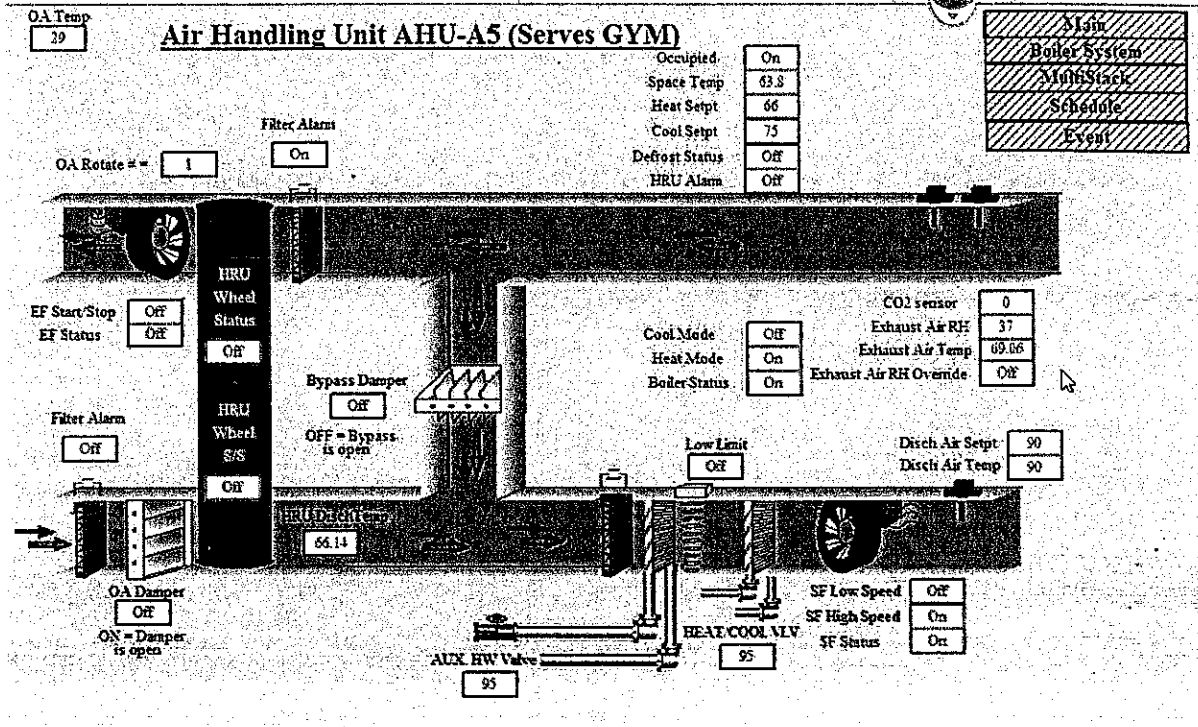 OA Temp
29
Air Handling Unit AHU-A5 (Serves GYM)
Main
Boiler System
MultiStack
Schedule
Event
Occupied On
Space Temp 63.8
Heat Setpt 66
Cool Setpt 75
Defrost Status Off
HRU Alarm Off
Filter Alarm
On
OA Rotate # = 1
HRU
Wheel
Status
Off
EF Start/Stop Off
EF Status Off
CO2 sensor 0
Exhaust Air RH 37
Exhaust Air Temp 69.06
Exhaust Air RH Override Off
Cool Mode Off
Heat Mode On
Boiler Status On
Bypass Damper
Off
OFF = Bypass
is open
Filter Alarm
Off
HRU
Wheel
S/S
Off
Low Limit
Off
Disch Air Setpt 90
Disch Air Temp 90
HRU Disch Temp
66.14
OA Damper
Off
ON = Damper
is open
SF Low Speed Off
SF High Speed On
SF Status On
HEAT/COOL VLV
95
AUX. HW Valve
95